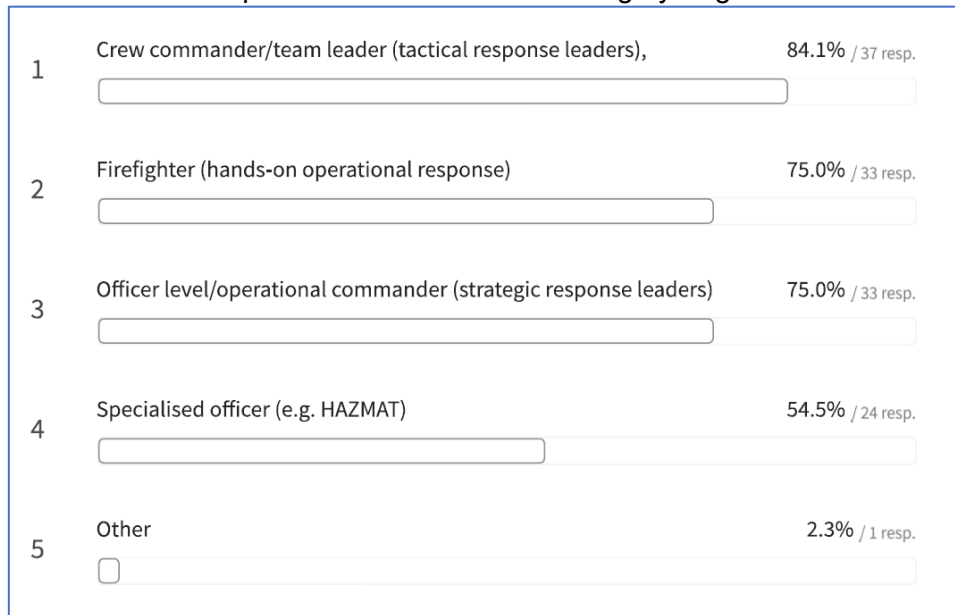 1
Crew commander/team leader (tactical response leaders),
84.1% / 37 resp.
2
Firefighter (hands-on operational response)
75.0% / 33 resp.
3
Officer level/operational commander (strategic response leaders)
75.0% / 33 resp.
4
Specialised officer (e.g. HAZMAT)
54.5% / 24 resp.
5
Other
2.3% / 1 resp.